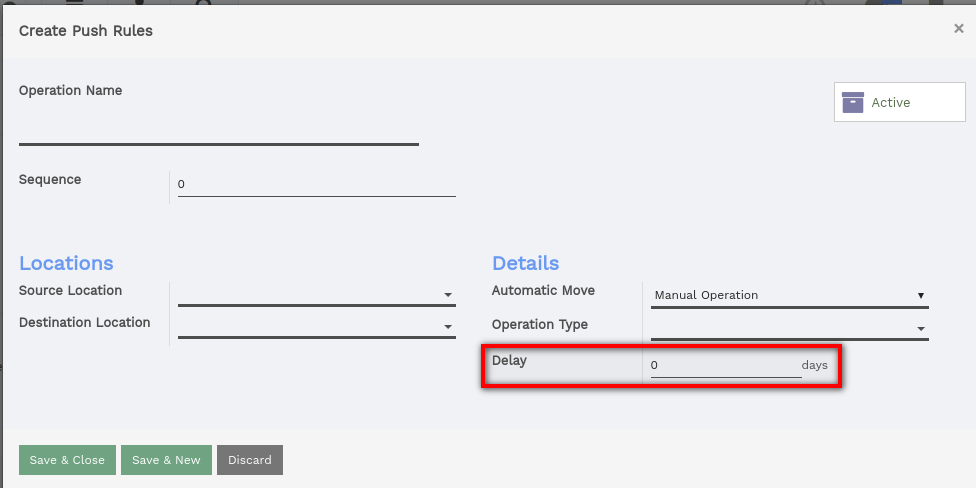 Create Push Rules
×
Operation Name
Active
Sequence
0
Locations
Source Location
Destination Location
Details
Automatic Move
Manual Operation
Operation Type
Delay
0 days
Save & Close
Save & New
Discard